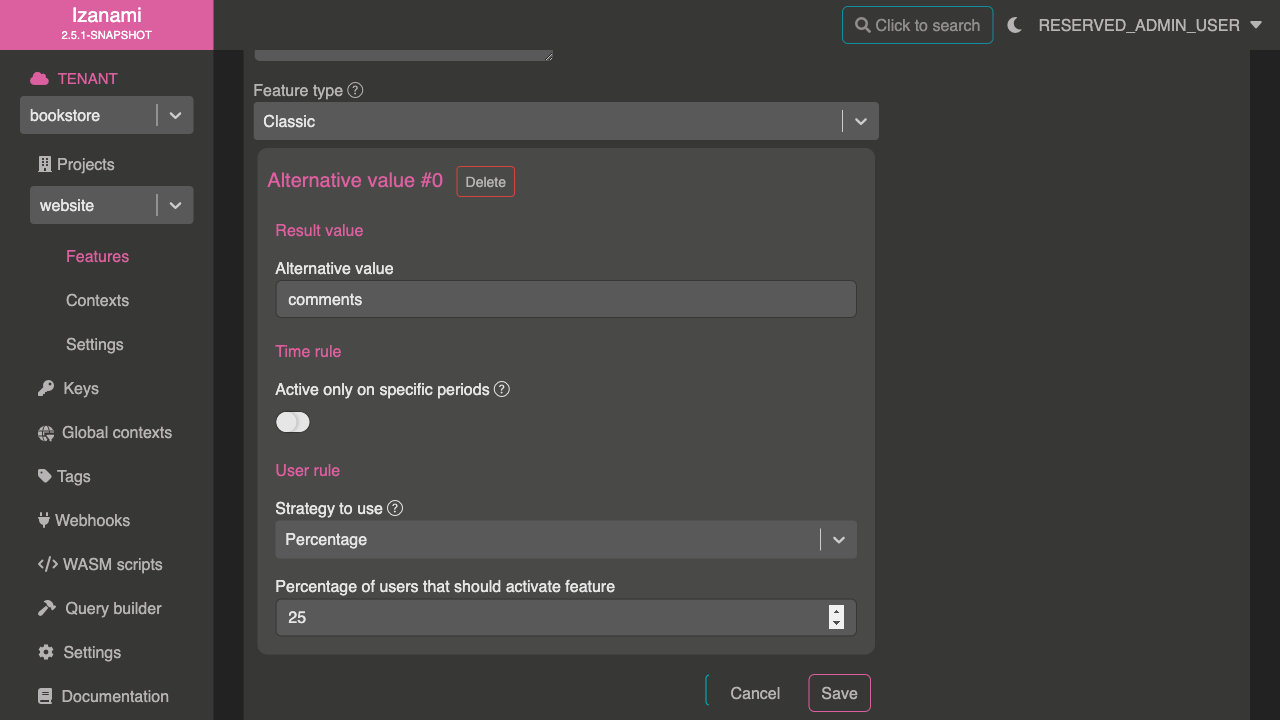 Izanami
2.5.1-SNAPSHOT
Click to search
RESERVED_ADMIN_USER
TENANT
bookstore
Projects
website
Features
Contexts
Settings
Keys
Global contexts
Tags
Webhooks
WASM scripts
Query builder
Settings
Documentation
Feature type
Classic
Alternative value #0
Delete
Result value
Alternative value
comments
Time rule
Active only on specific periods
User rule
Strategy to use
Percentage
Percentage of users that should activate feature
25
Cancel
Save